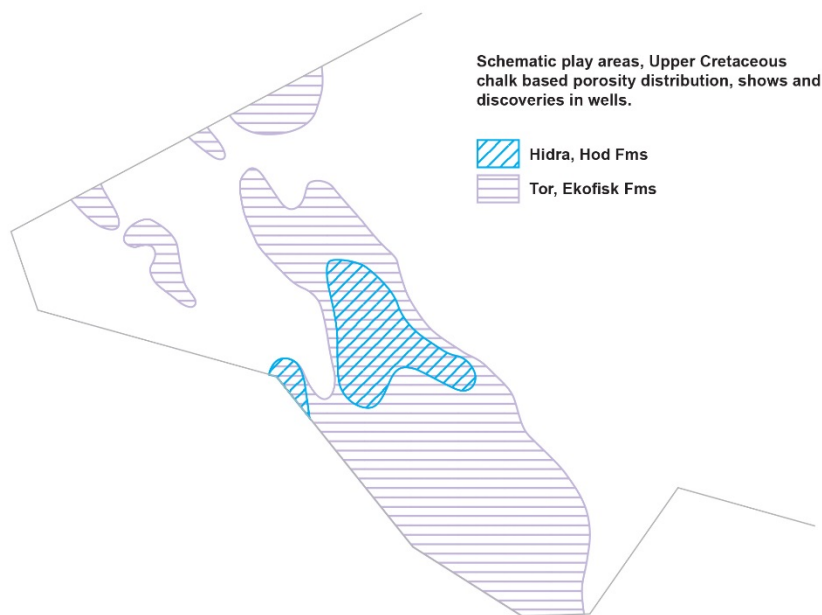 Schematic play areas, Upper Cretaceous
chalk based porosity distribution, shows and
discoveries in wells.
Hidra, Hod Fms
Tor, Ekofisk Fms